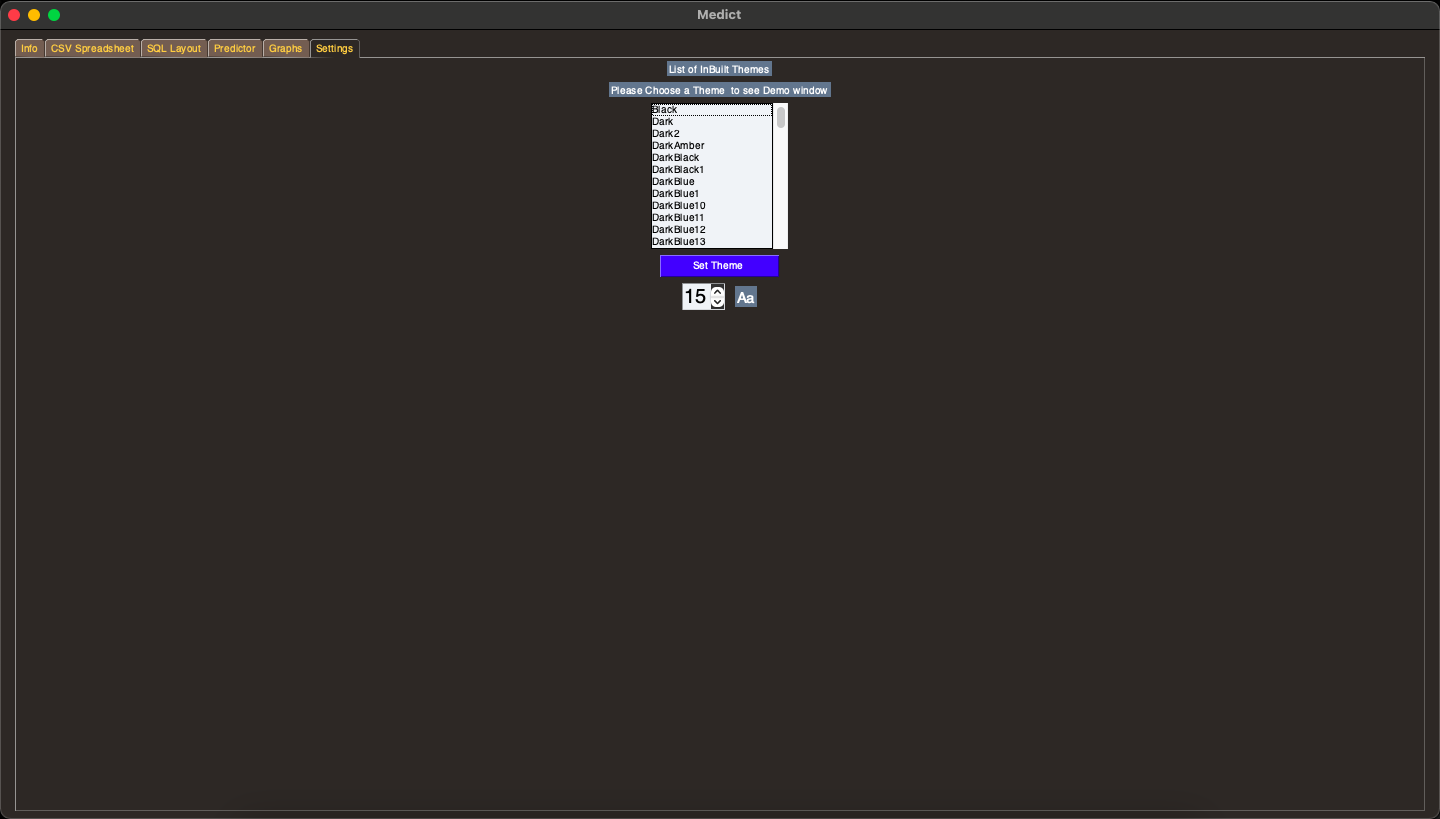 Medict
Info CSV Spreadsheet SQL Layout Predictor Graphs Settings
List of InBuilt Themes
Please Choose a Theme  to see Demo window
Black
Dark
Dark2
DarkAmber
DarkBlack
DarkBlack1
DarkBlue
DarkBlue1
DarkBlue10
DarkBlue11
DarkBlue12
DarkBlue13
Set Theme
15 Aa